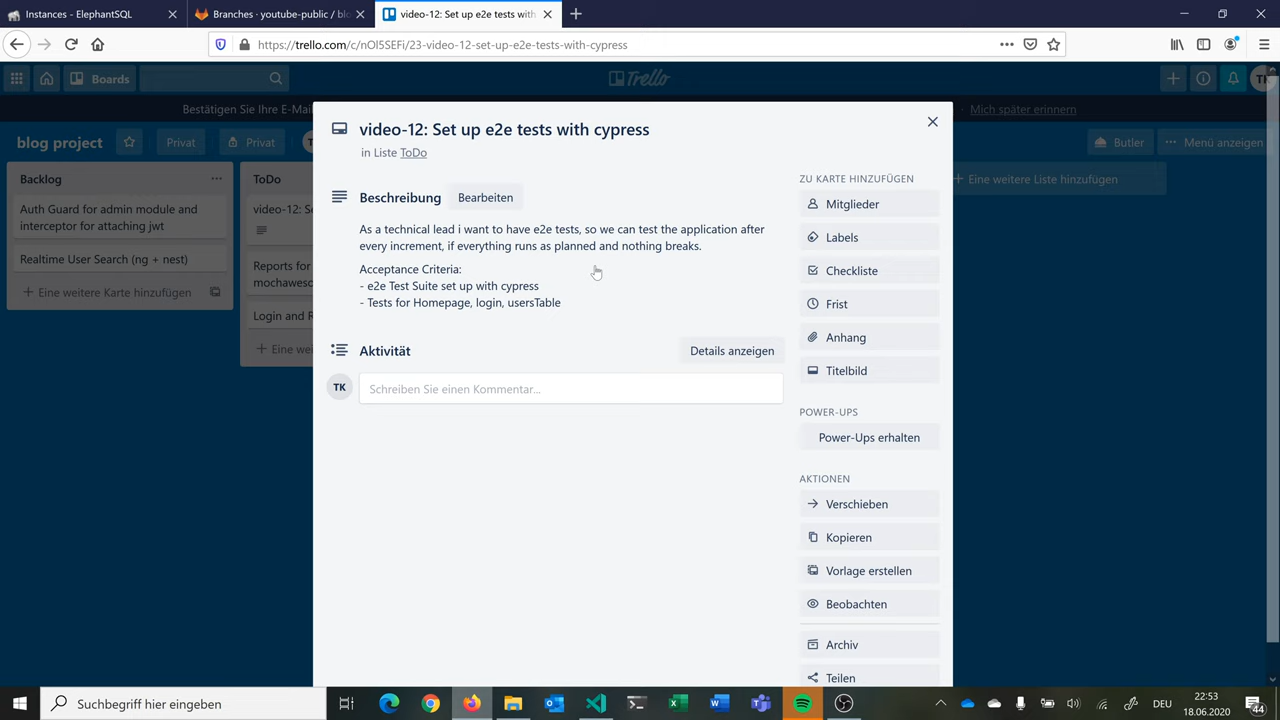 Instances - ElephantSQL
Branches · youtube-public / blo
video-12: Set up e2e tests with
https://trello.com/c/nOl5SEFi/23-video-12-set-up-e2e-tests-with-cypress
Boards
Trello
Bestätigen Sie Ihre E-Mai
Mich später erinnern
blog project
Privat
Privat
Butler
Menü anzeigen
Backlog
Auth Guard for admin module and
interceptor for attaching jwt
Realtime User Search (ng + nest)
+ Eine weitere Karte hinzufügen
ToDo
video-12: Se
Reports for
mochawesor
Login and R
+ Eine wei
+ Eine weitere Liste hinzufügen
video-12: Set up e2e tests with cypress
in Liste ToDo
Beschreibung
Bearbeiten
As a technical lead i want to have e2e tests, so we can test the application after
every increment, if everything runs as planned and nothing breaks.
Acceptance Criteria:
- e2e Test Suite set up with cypress
- Tests for Homepage, login, usersTable
Aktivität
Details anzeigen
TK
Schreiben Sie einen Kommentar...
ZU KARTE HINZUFÜGEN
Mitglieder
Labels
Checkliste
Frist
Anhang
Titelbild
POWER-UPS
Power-Ups erhalten
AKTIONEN
Verschieben
Kopieren
Vorlage erstellen
Beobachten
Archiv
Teilen
Suchbegriff hier eingeben
DEU
22:53
18.06.2020